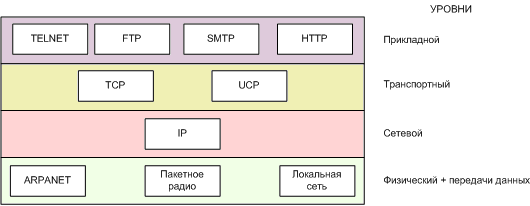 УРОВНИ
TELNET FTP SMTP HTTP Прикладной
TCP UCP Транспортный
IP Сетевой
ARPANET Пакетное радио Локальная сеть Физический + передачи данных